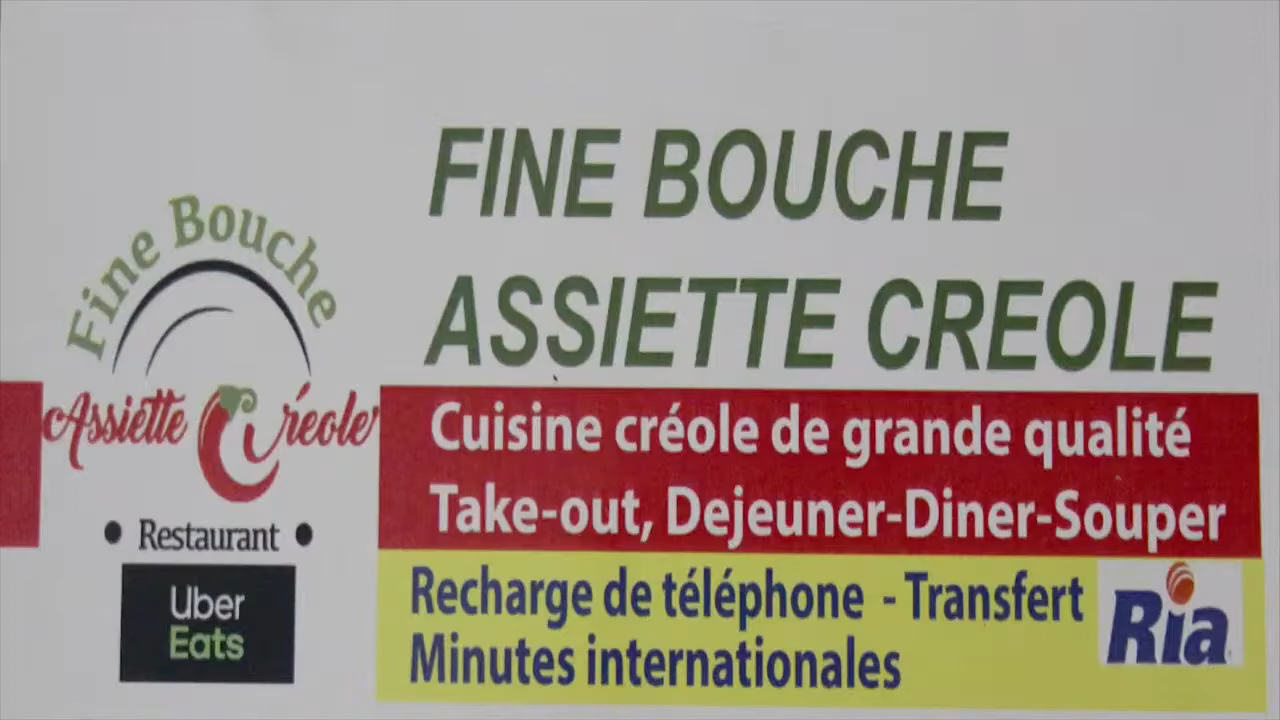 Fine Bouche
Assiette Créole
• Restaurant •
Uber
Eats
FINE BOUCHE
ASSIETTE CREOLE
Cuisine créole de grande qualité
Take-out, Dejeuner-Diner-Souper
Recharge de téléphone - Transfert
Minutes internationales
Ria